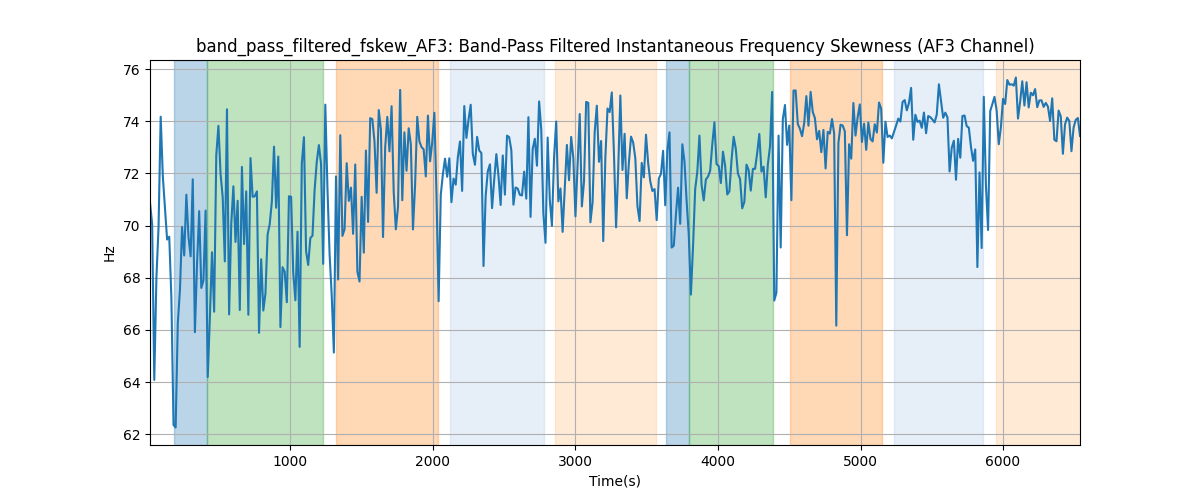 band_pass_filtered_fskew_AF3: Band-Pass Filtered Instantaneous Frequency Skewness (AF3 Channel)
76
74
72
70
68
66
64
62
Hz
1000 2000 3000 4000 5000 6000
Time(s)